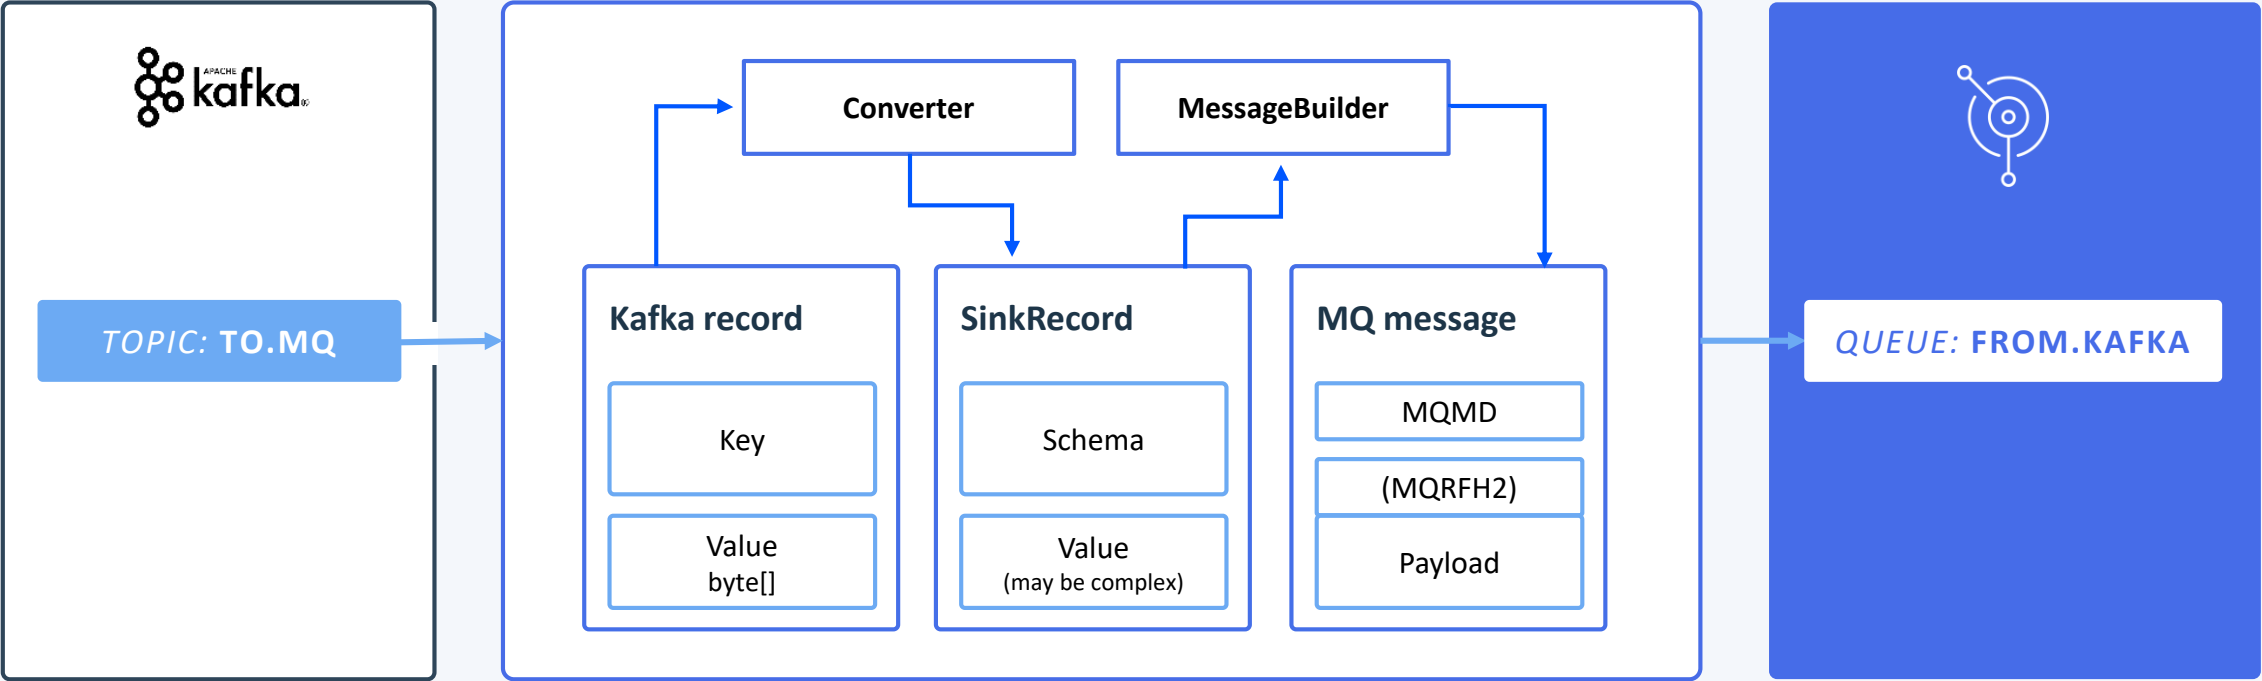 APACHE
kafka
TOPIC: TO.MQ
Converter
MessageBuilder
Kafka record
Key
Value
byte[]
SinkRecord
Schema
Value
(may be complex)
MQ message
MQMD
(MQRFH2)
Payload
QUEUE: FROM.KAFKA